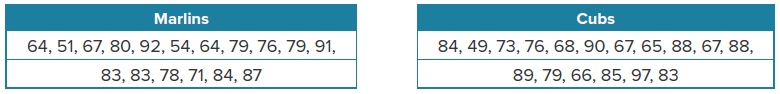 Marlins
64, 51, 67, 80, 92, 54, 64, 79, 76, 79, 91,
83, 83, 78, 71, 84, 87
Cubs
84, 49, 73, 76, 68, 90, 67, 65, 88, 67, 88,
89, 79, 66, 85, 97, 83